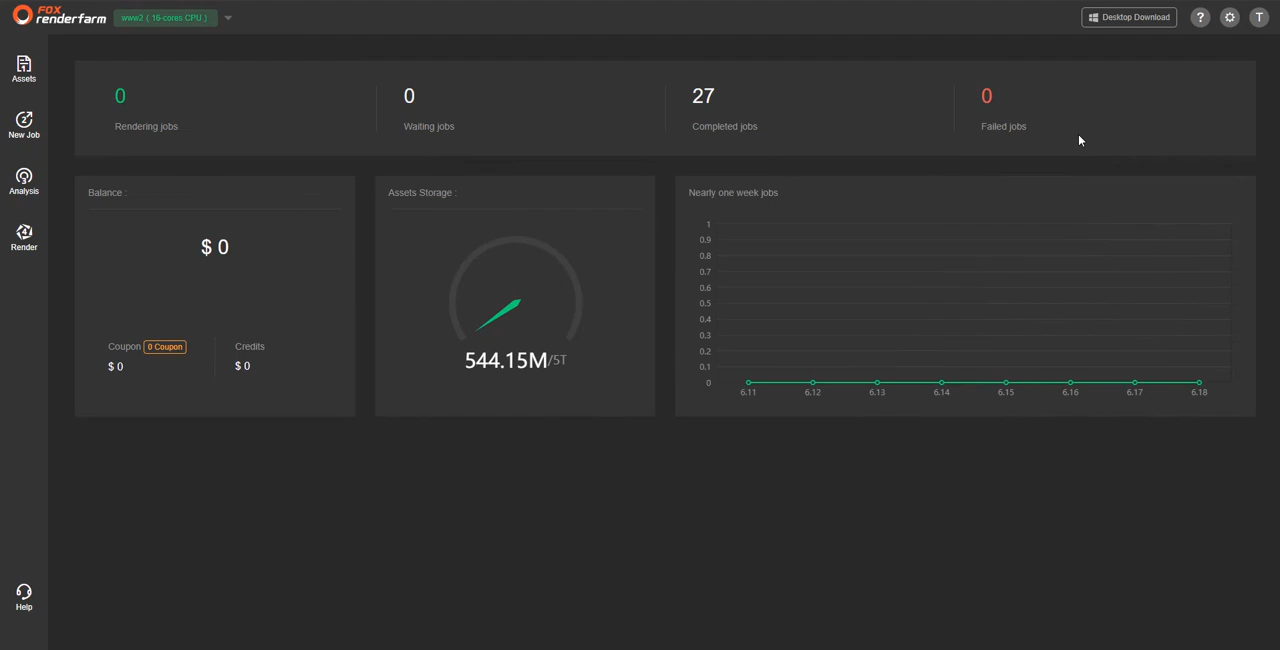 FOX
renderfarm
www2 ( 16-cores CPU )
Desktop Download
?
T
1
Assets
2
New Job
3
Analysis
4
Render
Help
0
Rendering jobs
0
Waiting jobs
27
Completed jobs
0
Failed jobs
Balance :
$ 0
Coupon 0 Coupon
$ 0
Credits
$ 0
Assets Storage :
544.15M/5T
Nearly one week jobs
1
0.9
0.8
0.7
0.6
0.5
0.4
0.3
0.2
0.1
0
6.11 6.12 6.13 6.14 6.15 6.16 6.17 6.18